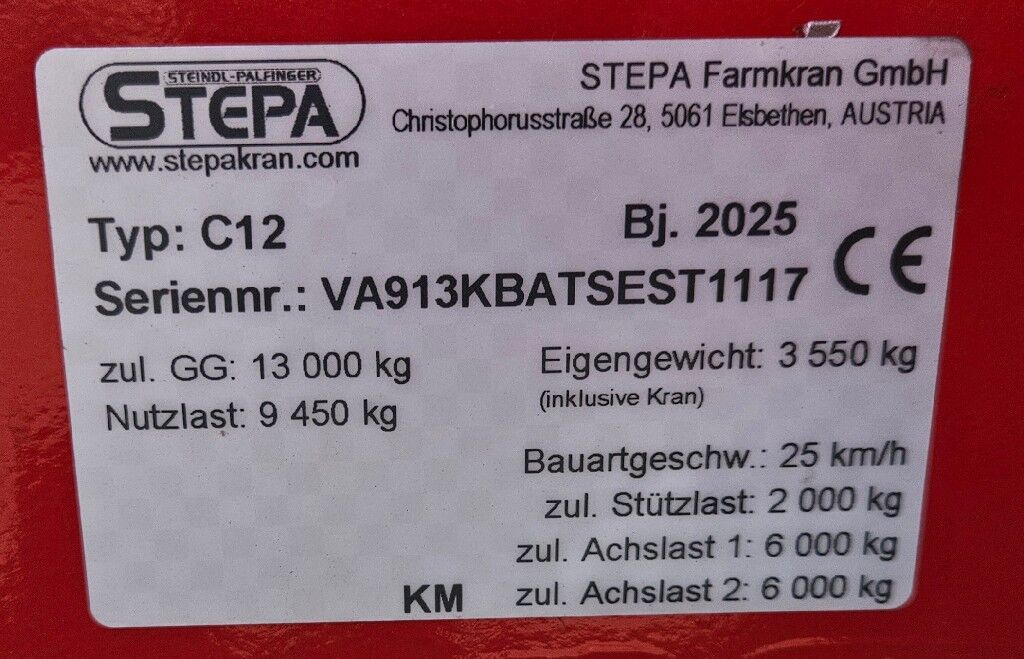 STEINDL-PALFINGER
STEPA
www.stepakran.com
STEPA Farmkran GmbH
Christophorusstraße 28, 5061 Elsbethen, AUSTRIA
Typ: C12
Bj. 2025
Seriennr.: VA913KBATSEST1117
CE
zul. GG: 13 000 kg
Nutzlast: 9 450 kg
Eigengewicht: 3 550 kg
(inklusive Kran)
Bauartgeschw.: 25 km/h
zul. Stützlast: 2 000 kg
zul. Achslast 1: 6 000 kg
KM
zul. Achslast 2: 6 000 kg